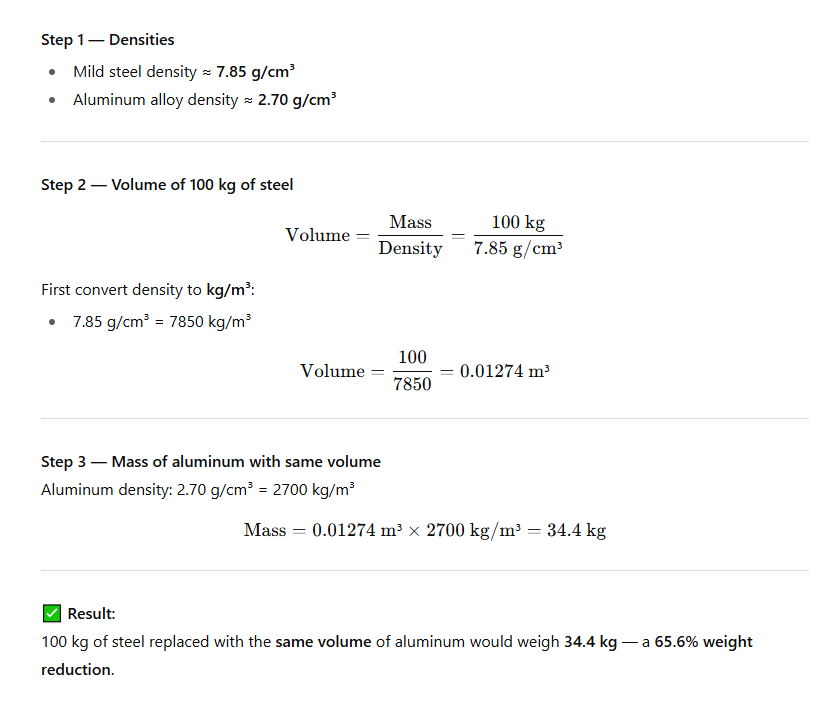 Step 1 — Densities
• Mild steel density ≈ 7.85 g/cm³
• Aluminum alloy density ≈ 2.70 g/cm³
Step 2 — Volume of 100 kg of steel
Volume = Mass / Density = 100 kg / 7.85 g/cm³
First convert density to kg/m³:
• 7.85 g/cm³ = 7850 kg/m³
Volume = 100 / 7850 = 0.01274 m³
Step 3 — Mass of aluminum with same volume
Aluminum density: 2.70 g/cm³ = 2700 kg/m³
Mass = 0.01274 m³ × 2700 kg/m³ = 34.4 kg
✅ Result:
100 kg of steel replaced with the same volume of aluminum would weigh 34.4 kg — a 65.6% weight
reduction.